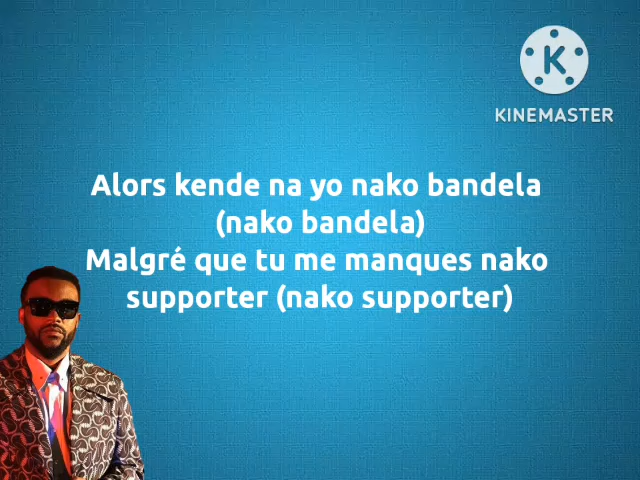 K
KINEMASTER
Alors kende na yo nako bandela
(nako bandela)
Malgré que tu me manques nako
supporter (nako supporter)